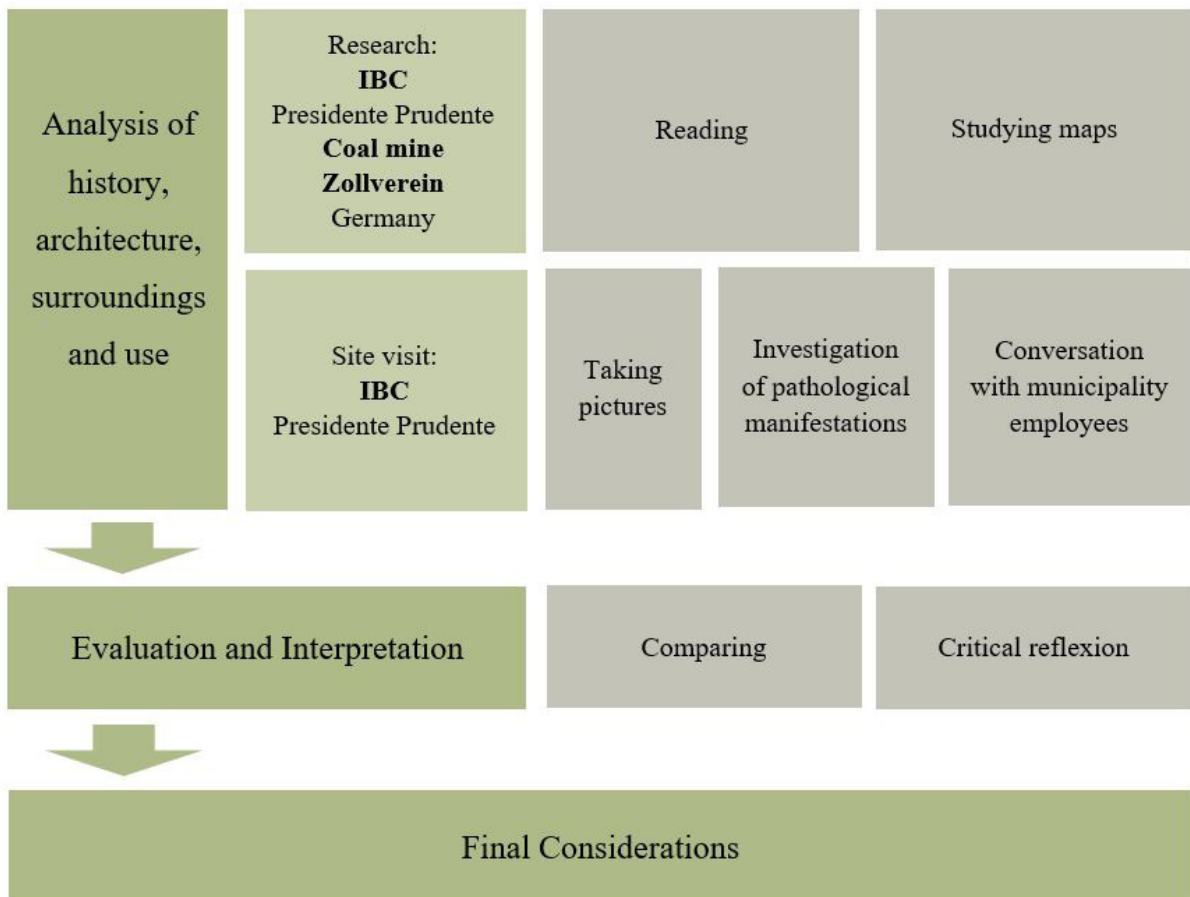 Analysis of
history,
architecture,
surroundings
and use
Research:
IBC
Presidente Prudente
Coal mine
Zollverein
Germany
Reading
Studying maps
Site visit:
IBC
Presidente Prudente
Taking
pictures
Investigation
of pathological
manifestations
Conversation
with municipality
employees
Evaluation and Interpretation
Comparing
Critical reflexion
Final Considerations